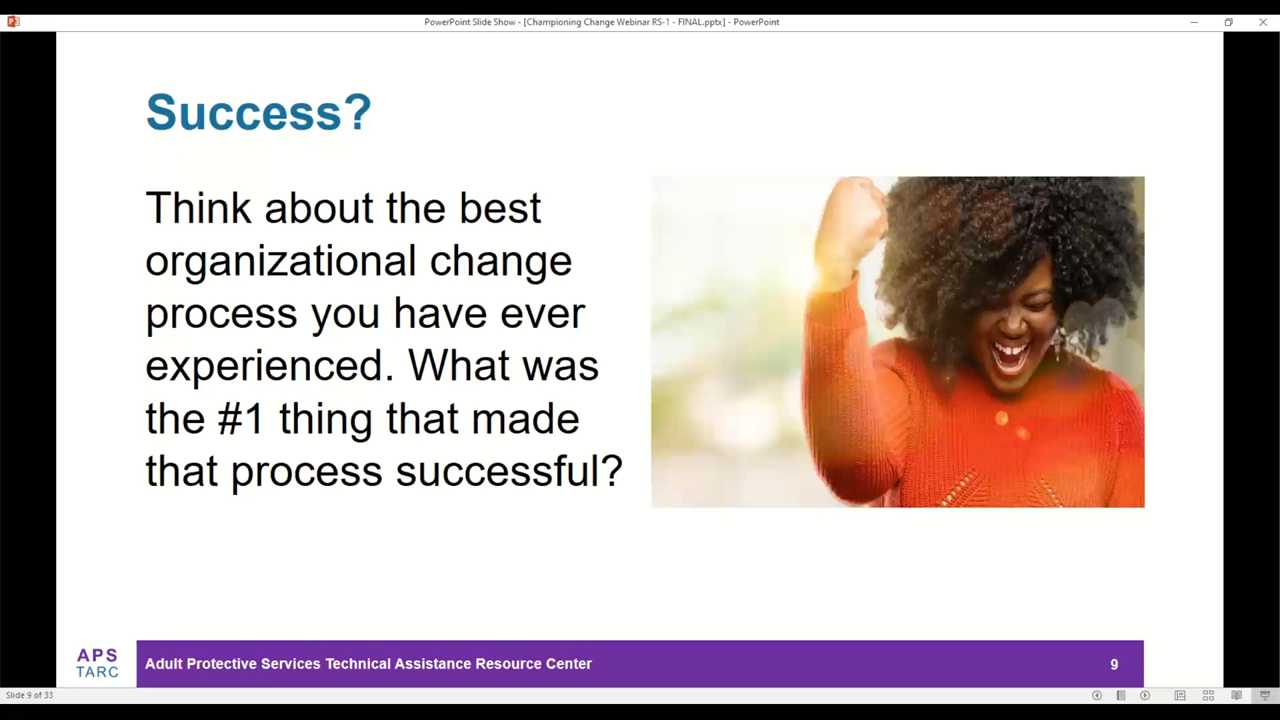 PowerPoint Slide Show - [Championing Change Webinar RS-1 - FINAL.pptx] - PowerPoint
Success?
Think about the best
organizational change
process you have ever
experienced. What was
the #1 thing that made
that process successful?
APS
TARC
Adult Protective Services Technical Assistance Resource Center
9
Slide 9 of 33